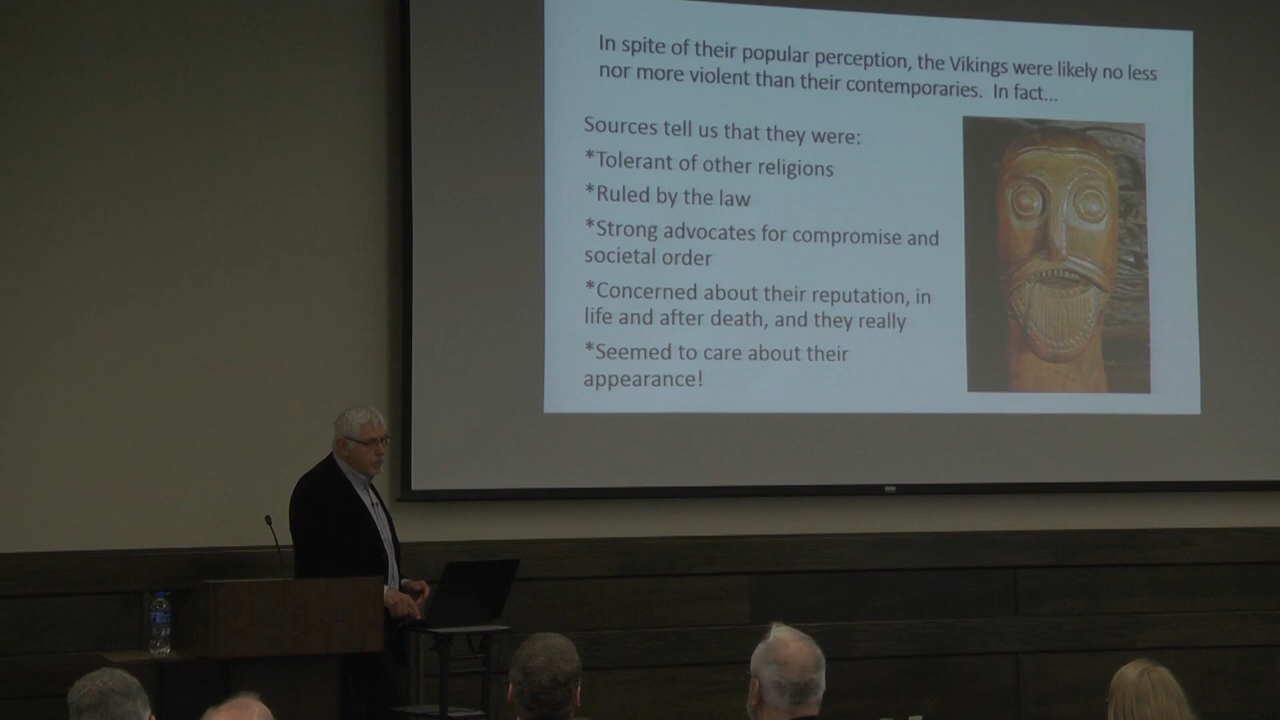 In spite of their popular perception, the Vikings were likely no less
nor more violent than their contemporaries. In fact...
Sources tell us that they were:
*Tolerant of other religions
*Ruled by the law
*Strong advocates for compromise and
societal order
*Concerned about their reputation, in
life and after death, and they really
*Seemed to care about their
appearance!